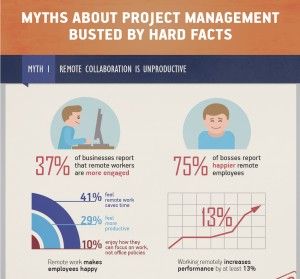 MYTHS ABOUT PROJECT MANAGEMENT
BUSTED BY HARD FACTS
MYTH 1
REMOTE COLLABORATION IS UNPRODUCTIVE
37% of businesses report
that remote workers
are more engaged
75% of bosses report
happier remote
employees
41% feel
remote work
saves time
29% feel
more
productive
10% enjoy how they
can focus on work,
not office policies
Remote work makes
employees happy
13%
Working remotely increases
performance by at least 13%